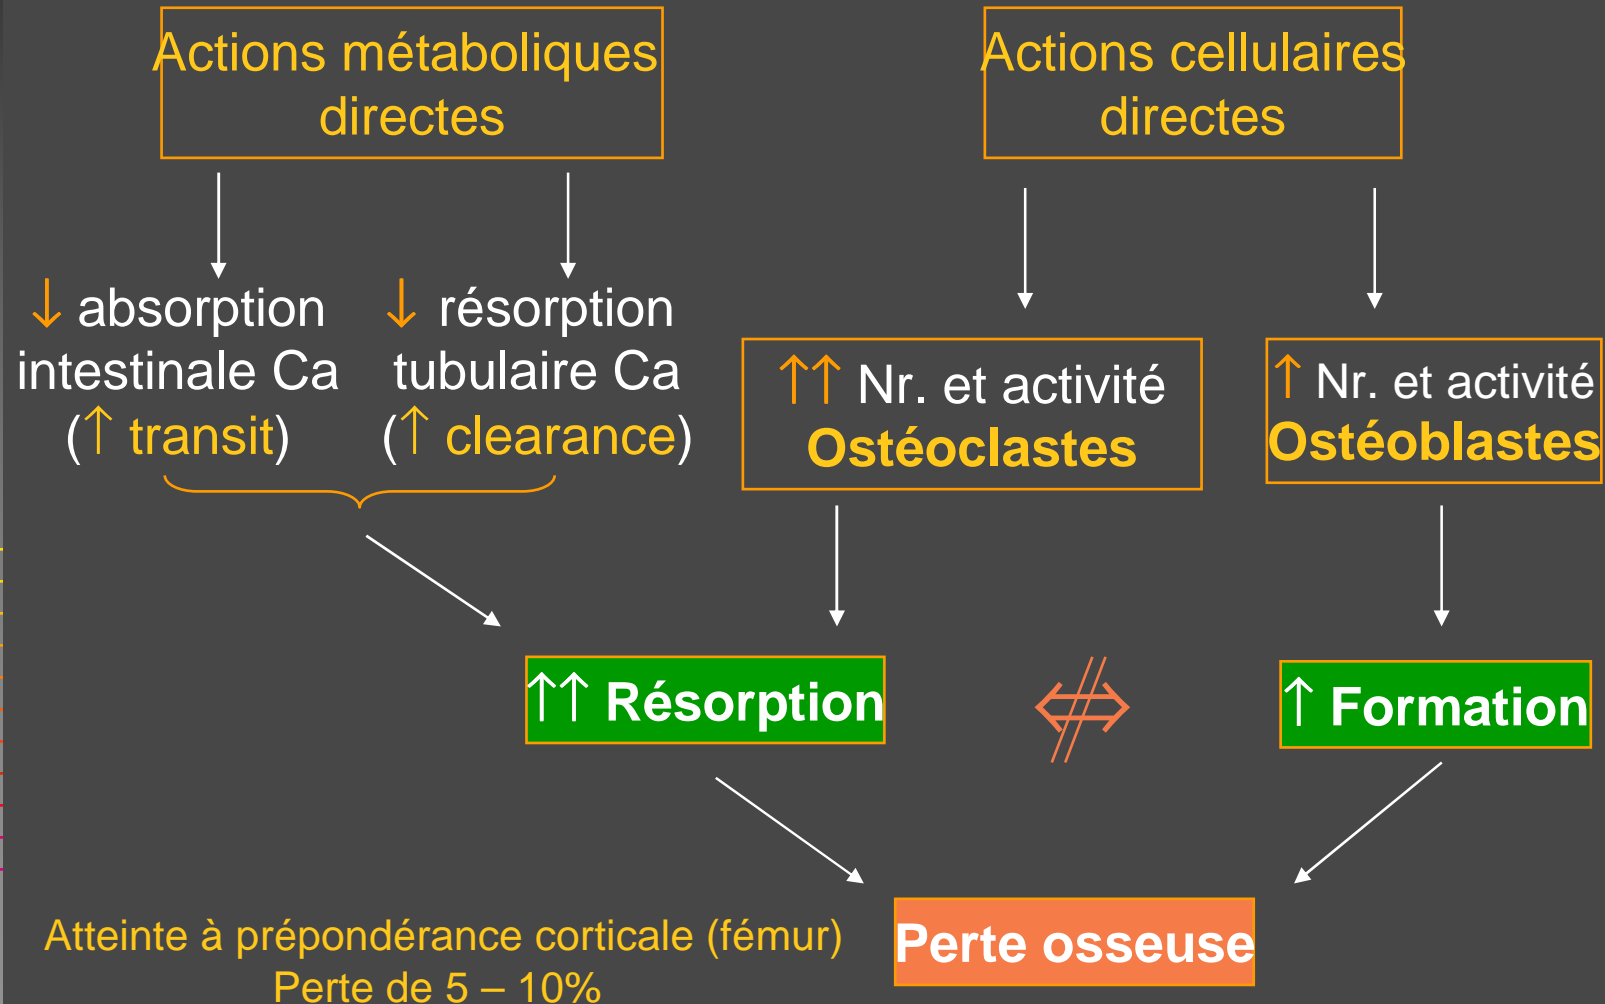 Actions métaboliques
directes
Actions cellulaires
directes
↓ absorption
intestinale Ca
(↑ transit)
↓ résorption
tubulaire Ca
(↑ clearance)
↑↑ Nr. et activité
Ostéoclastes
↑ Nr. et activité
Ostéoblastes
↑↑ Résorption
↑ Formation
Perte osseuse
Atteinte à prépondérance corticale (fémur)
Perte de 5 – 10%